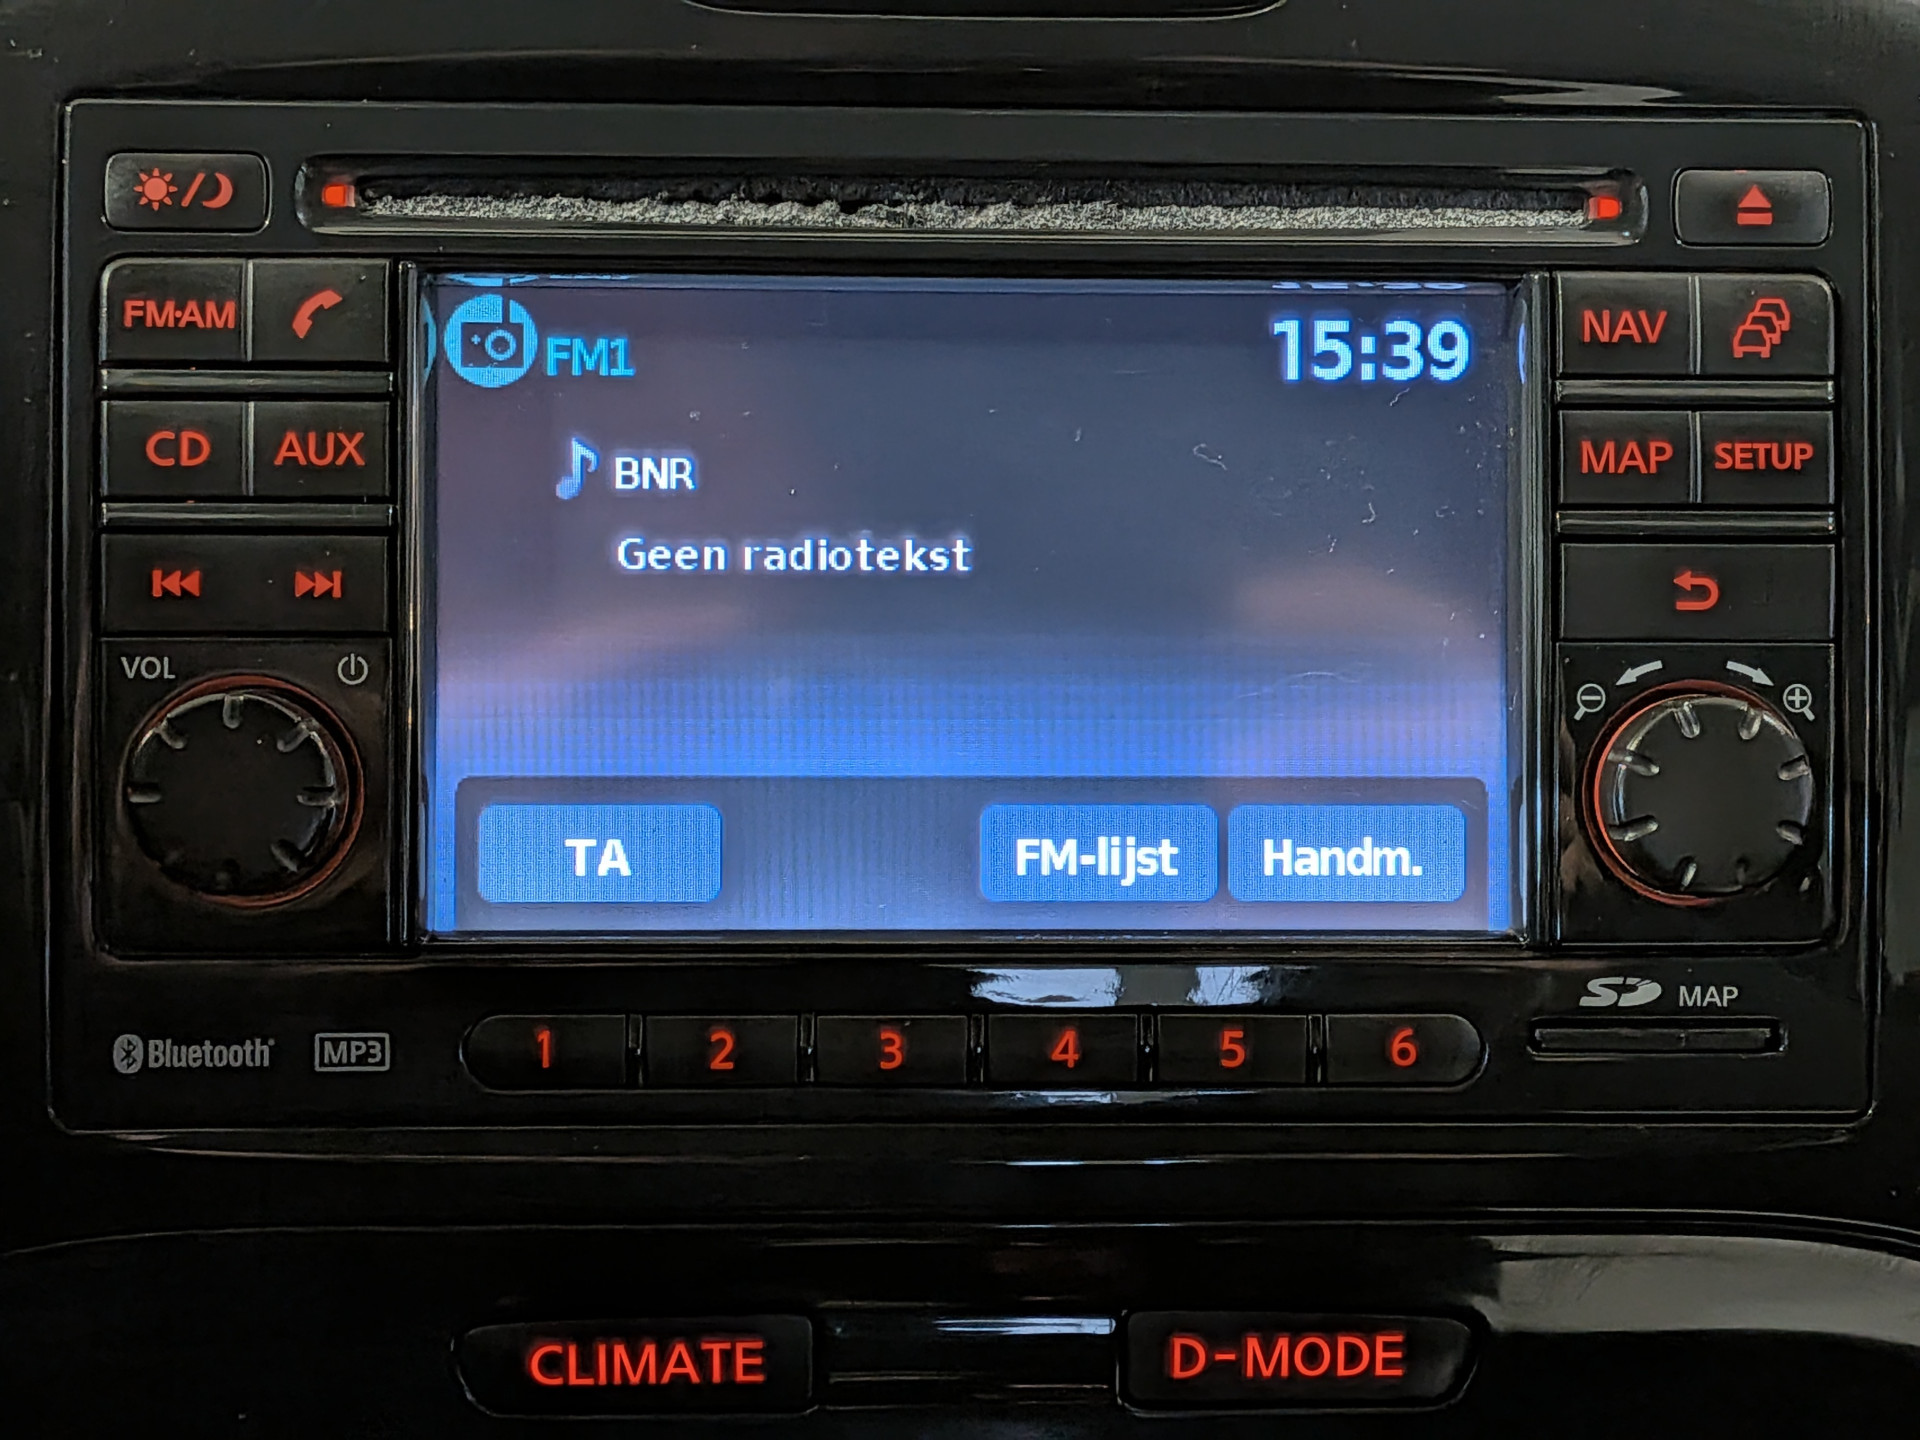 FM·AM
NAV
FM1
15:39
CD
AUX
BNR
MAP
SETUP
Geen radiotekst
VOL
TA
FM-lijst
Handm.
SD MAP
Bluetooth®
MP3
1
2
3
4
5
6
CLIMATE
D-MODE